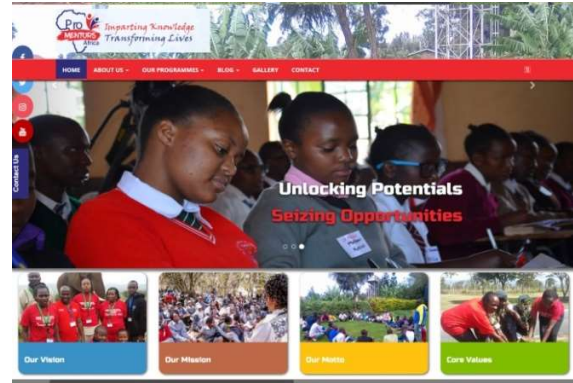 Pro
MENTORS
Africa
Imparting Knowledge
Transforming Lives
HOME ABOUT US OUR PROGRAMMES BLOG GALLERY CONTACT
Contact Us
Unlocking Potentials
Seizing Opportunities
Our Vision
Our Mission
Our Motto
Core Values